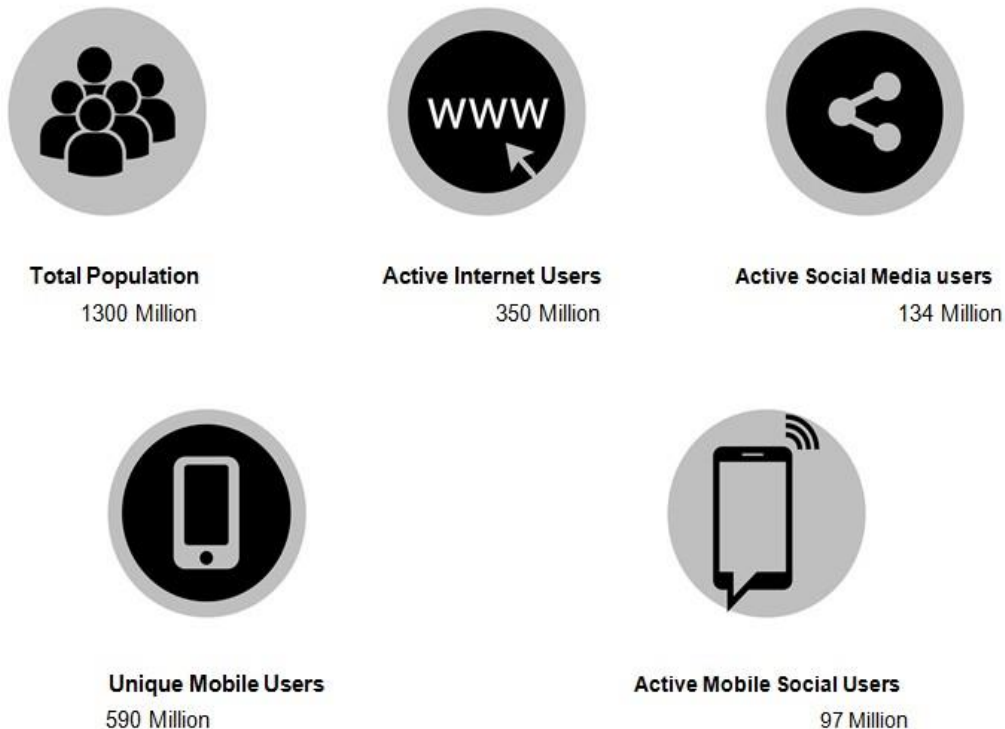 WWW
Total Population
1300 Million
Active Internet Users
350 Million
Active Social Media users
134 Million
Unique Mobile Users
590 Million
Active Mobile Social Users
97 Million